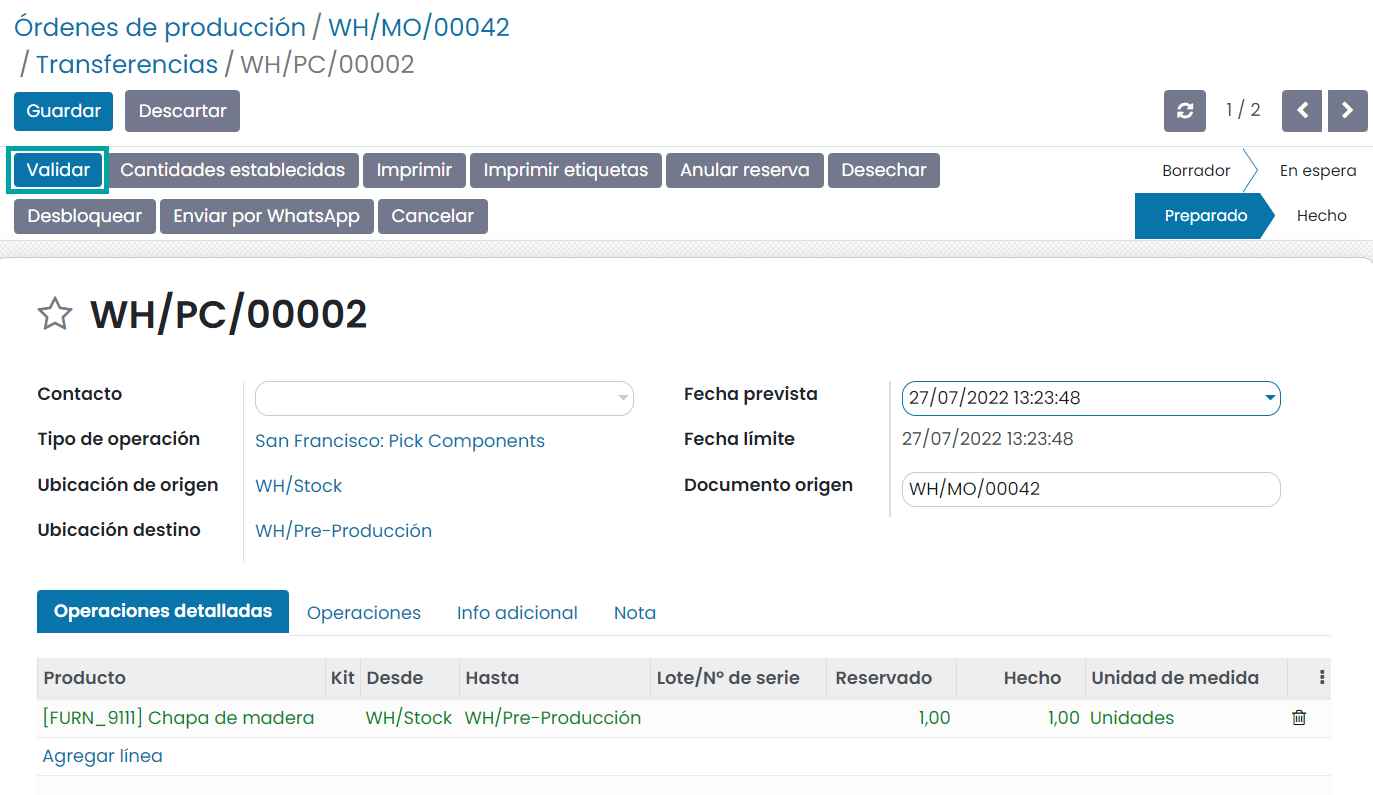 Órdenes de producción / WH/MO/00042
/ Transferencias / WH/PC/00002
Guardar Descartar 1 / 2
Validar Cantidades establecidas Imprimir Imprimir etiquetas Anular reserva Desechar Borrador En espera
Desbloquear Enviar por WhatsApp Cancelar Preparado Hecho
WH/PC/00002
Contacto
Fecha prevista 27/07/2022 13:23:48
Tipo de operación San Francisco: Pick Components
Fecha límite 27/07/2022 13:23:48
Ubicación de origen WH/Stock
Documento origen WH/MO/00042
Ubicación destino WH/Pre-Producción
Operaciones detalladas Operaciones Info adicional Nota
Producto Kit Desde Hasta Lote/Nº de serie Reservado Hecho Unidad de medida
[FURN_9111] Chapa de madera WH/Stock WH/Pre-Producción 1,00 1,00 Unidades
Agregar línea